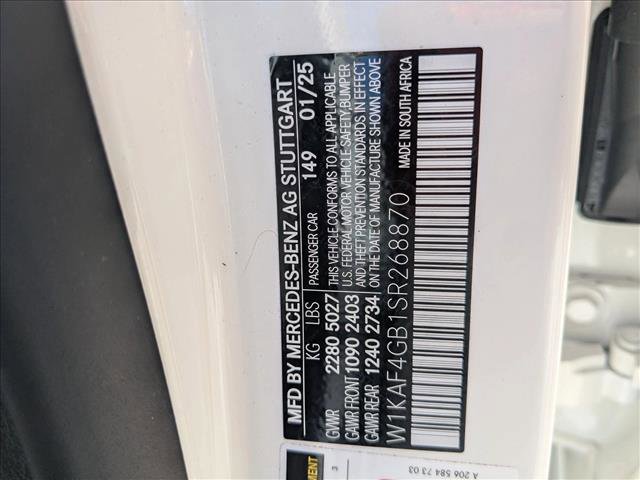 MFD BY MERCEDES-BENZ AG STUTTGART
KG LBS PASSENGER CAR 149 01/25
GVWR 2280 5027
GAWR FRONT 1090 2403
GAWR REAR 1240 2734
THIS VEHICLE CONFORMS TO ALL APPLICABLE
U.S. FEDERAL MOTOR VEHICLE SAFETY, BUMPER
AND THEFT PREVENTION STANDARDS IN EFFECT
ON THE DATE OF MANUFACTURE SHOWN ABOVE
W1KAF4GB1SR268870 MADE IN SOUTH AFRICA
A 206 584 73 03
3